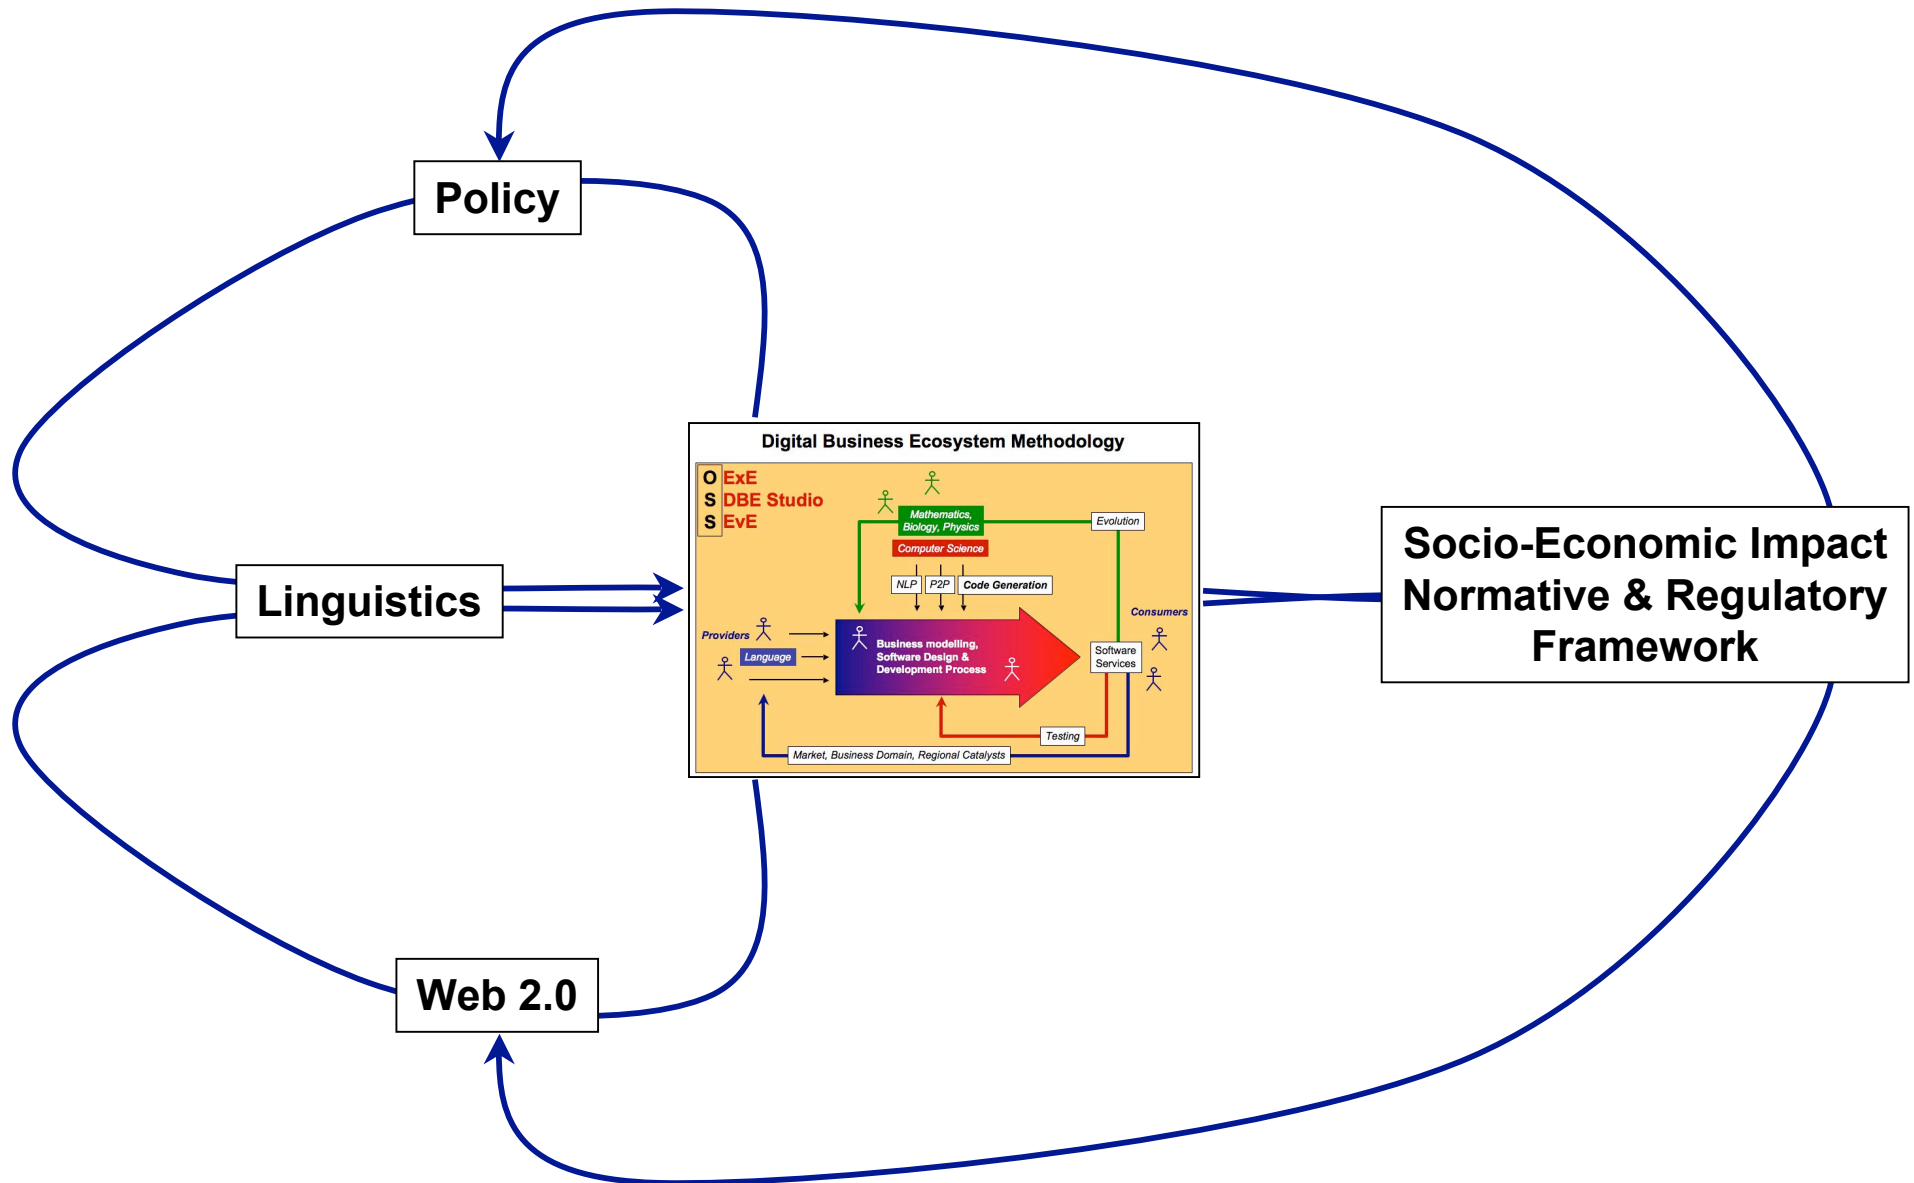 Policy
Digital Business Ecosystem Methodology
O ExE
S DBE Studio
S EvE
Mathematics,
Biology, Physics
Evolution
Computer Science
NLP
P2P
Code Generation
Consumers
Providers
Language
Business modelling,
Software Design &
Development Process
Software
Services
Testing
Market, Business Domain, Regional Catalysts
Linguistics
Socio-Economic Impact
Normative & Regulatory
Framework
Web 2.0